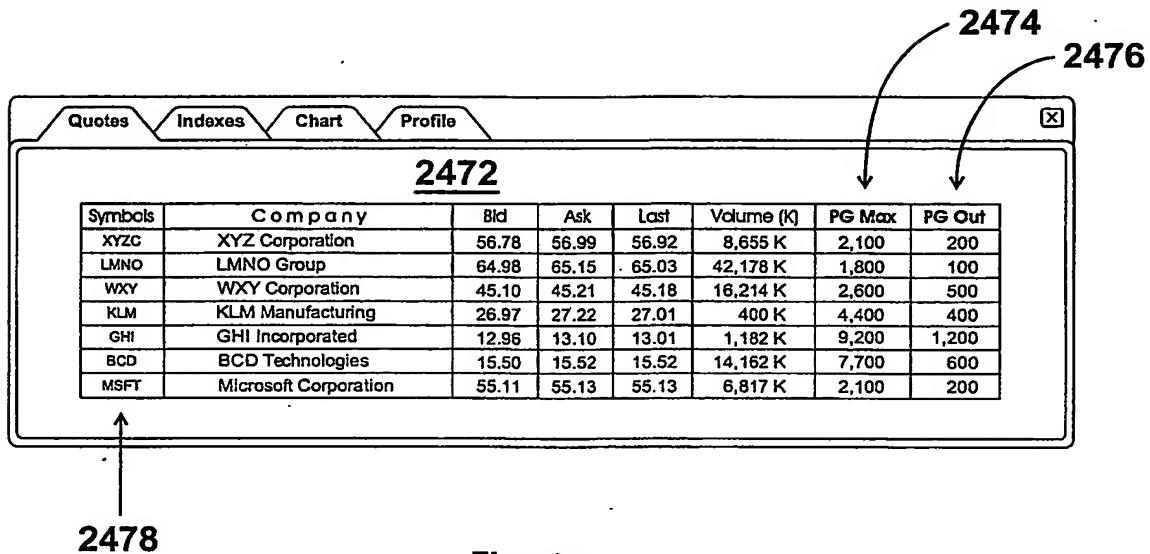 2474
2476
Quotes Indexes Chart Profile
2472
Symbols Company Bid Ask Last Volume (K) PG Max PG Out
XYZC XYZ Corporation 56.78 56.99 56.92 8,655 K 2,100 200
LMNO LMNO Group 64.98 65.15 65.03 42,178 K 1,800 100
WXY WXY Corporation 45.10 45.21 45.18 16,214 K 2,600 500
KLM KLM Manufacturing 26.97 27.22 27.01 400 K 4,400 400
GHI GHI Incorporated 12.96 13.10 13.01 1,182 K 9,200 1,200
BCD BCD Technologies 15.50 15.52 15.52 14,162 K 7,700 600
MSFT Microsoft Corporation 55.11 55.13 55.13 6,817 K 2,100 200
2478